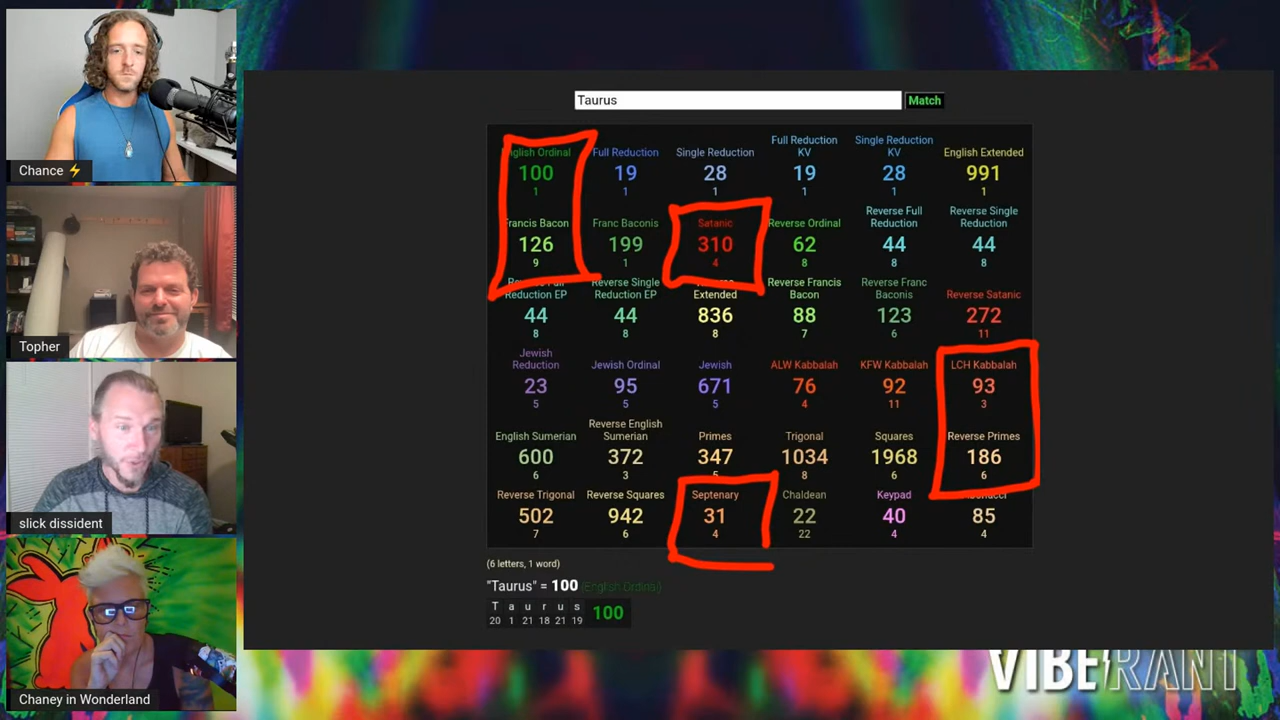 Taurus
Match
English Ordinal
Full Reduction
Single Reduction
Full Reduction KV
Single Reduction KV
English Extended
100
19
28
19
28
991
1
1
1
1
1
1
Francis Bacon
Franc Baconis
Satanic
Reverse Ordinal
Reverse Full Reduction
Reverse Single Reduction
126
199
310
62
44
44
9
1
4
8
8
8
Reduction EP
Reverse Single Reduction EP
Extended
Reverse Francis Bacon
Reverse Franc Baconis
Reverse Satanic
44
44
836
88
123
272
8
8
8
7
6
11
Jewish Reduction
Jewish Ordinal
Jewish
ALW Kabbalah
KFW Kabbalah
LCH Kabbalah
23
95
671
76
92
93
5
5
5
4
11
3
English Sumerian
Reverse English Sumerian
Primes
Trigonal
Squares
Reverse Primes
600
372
347
1034
1968
186
6
3
8
6
6
Reverse Trigonal
Reverse Squares
Septenary
Chaldean
Keypad
502
942
31
22
40
85
7
6
4
22
4
4
(6 letters, 1 word)
"Taurus" = 100 (English Ordinal)
T a u r u s
20 1 21 18 21 19
100
Chance
Topher
slick dissident
Chaney in Wonderland
VIBERANT